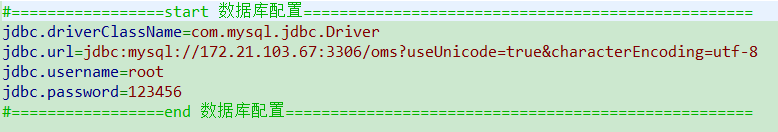 #=================start 数据库配置==================================================
jdbc.driverClassName=com.mysql.jdbc.Driver
jdbc.url=jdbc:mysql://172.21.103.67:3306/oms?useUnicode=true&characterEncoding=utf-8
jdbc.username=root
jdbc.password=123456
#=================end 数据库配置====================================================